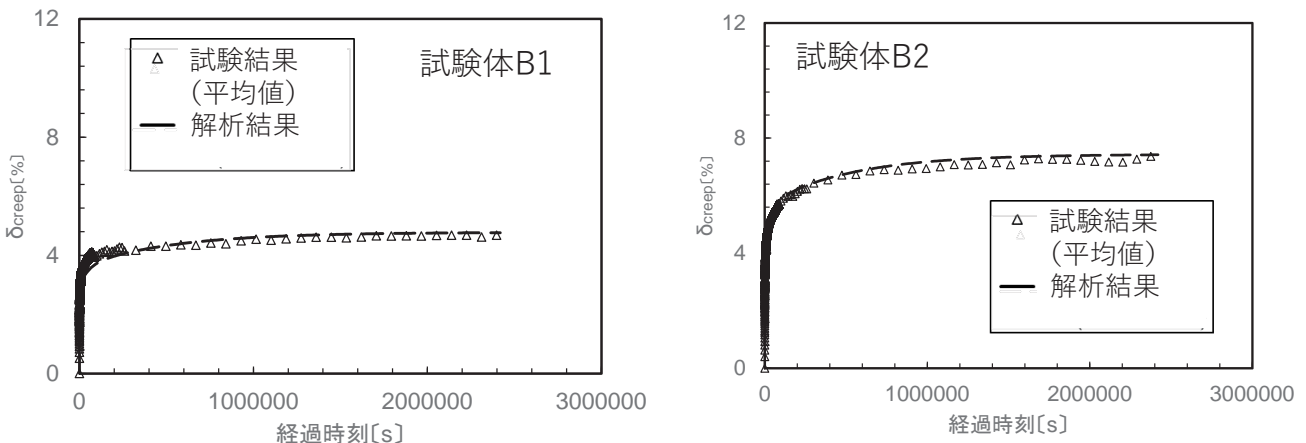 12
8
4
0
δcreep[%]
△ 試験結果
(平均値)
解析結果
試験体B1
0
1000000
2000000
3000000
経過時刻[s]
12
8
4
0
δcreep[%]
試験体B2
△ 試験結果
(平均値)
解析結果
0
1000000
2000000
3000000
経過時刻[s]